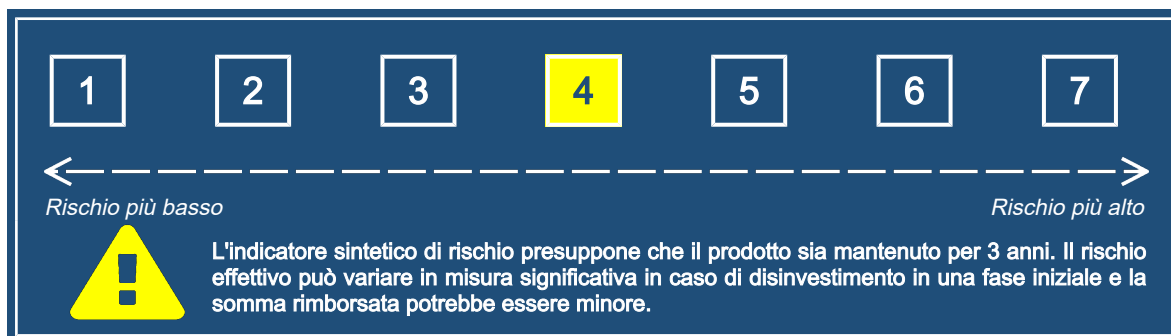 1 2 3 4 5 6 7
Rischio più basso Rischio più alto
!
L'indicatore sintetico di rischio presuppone che il prodotto sia mantenuto per 3 anni. Il rischio
effettivo può variare in misura significativa in caso di disinvestimento in una fase iniziale e la
somma rimborsata potrebbe essere minore.